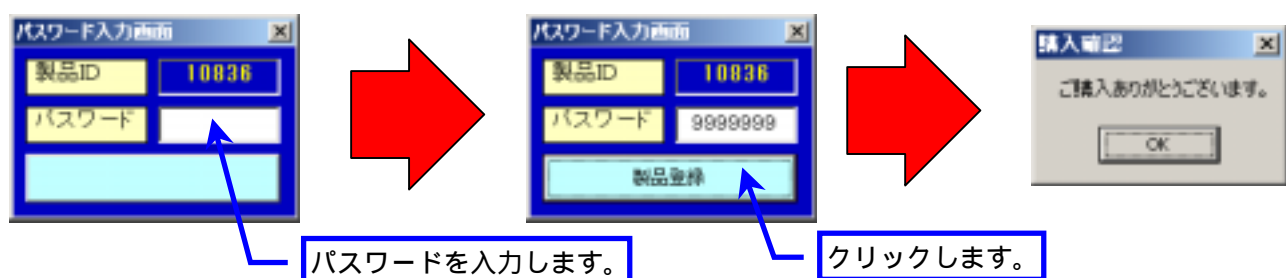 パスワード入力画面
製品ID 10836
パスワード
パスワードを入力します。
パスワード入力画面
製品ID 10836
パスワード 9999999
製品登録
クリックします。
購入確認
ご購入ありがとうございます。
OK